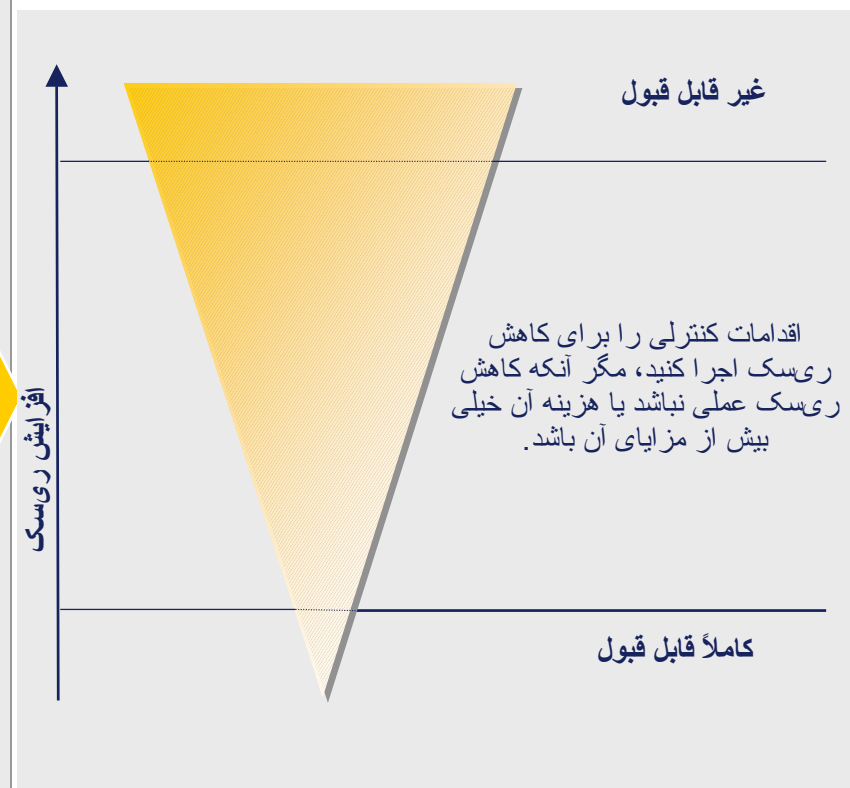 غیر قابل قبول
اقدامات کنترلی را برای کاهش
ریسک اجرا کنید، مگر آنکه کاهش
ریسک عملی نباشد یا هزینه آن خیلی
بیش از مزایای آن باشد.
افزایش ریسک
کاملاً قابل قبول